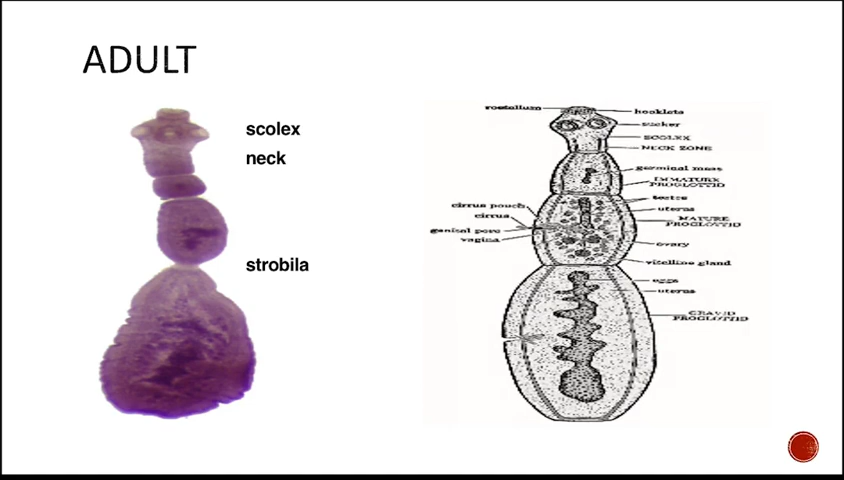 ADULT
scolex
neck
strobila
rostellum
hooklets
sucker
SCOLEX
NECK ZONE
germinal mass
IMMATURE
PROGLOTTID
testes
uterus
cirrus pouch
cirrus
genital pore
vagina
MATURE
PROGLOTTID
ovary
vitelline gland
eggs
uterus
GRAVID
PROGLOTTID